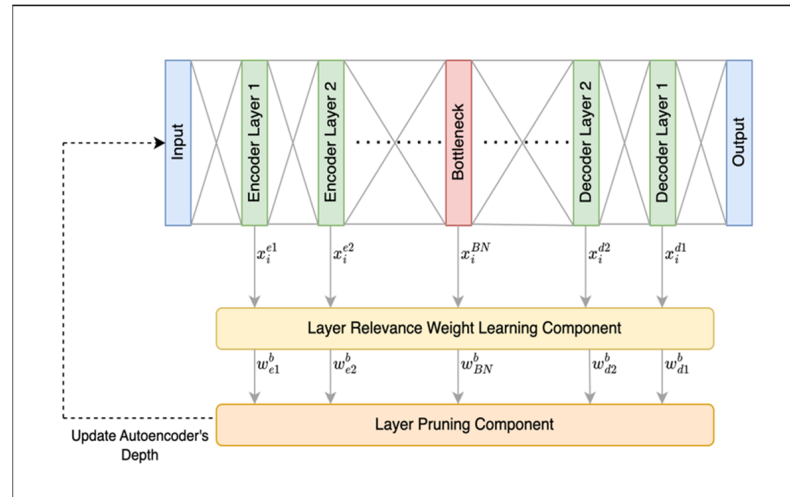 Input
Encoder Layer 1
Encoder Layer 2
Bottleneck
Decoder Layer 2
Decoder Layer 1
Output
x_i^{e1} x_i^{e2} x_i^{BN} x_i^{d2} x_i^{d1}
Layer Relevance Weight Learning Component
w_{e1}^b w_{e2}^b w_{BN}^b w_{d2}^b w_{d1}^b
Layer Pruning Component
Update Autoencoder's
Depth